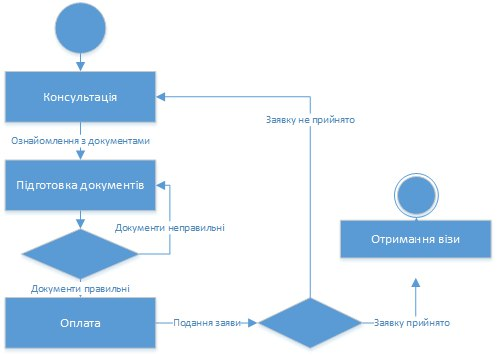 Консультація
Заявку не прийнято
Ознайомлення з документами
Підготовка документів
Документи неправильні
Отримання візи
Документи правильні
Оплата
Подання заяви
Заявку прийнято